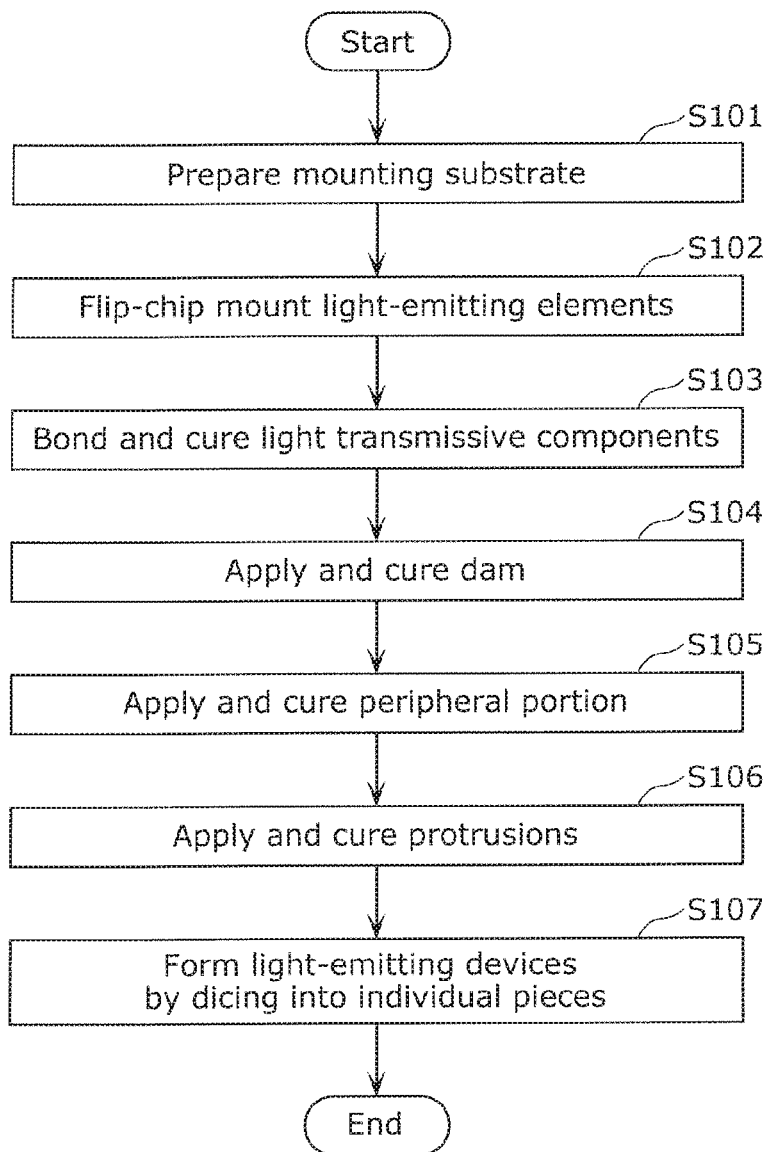 Start
S101
Prepare mounting substrate
S102
Flip-chip mount light-emitting elements
S103
Bond and cure light transmissive components
S104
Apply and cure dam
S105
Apply and cure peripheral portion
S106
Apply and cure protrusions
S107
Form light-emitting devices
by dicing into individual pieces
End